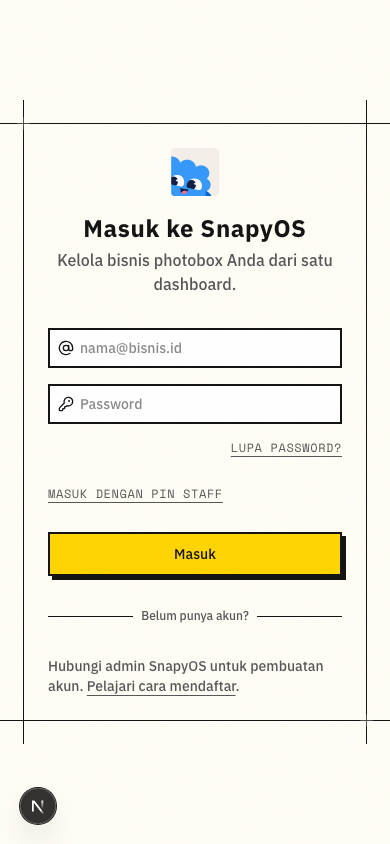 Masuk ke SnapyOS
Kelola bisnis photobox Anda dari satu
dashboard.
nama@bisnis.id
Password
LUPA PASSWORD?
MASUK DENGAN PIN STAFF
Masuk
Belum punya akun?
Hubungi admin SnapyOS untuk pembuatan
akun. Pelajari cara mendaftar.
N